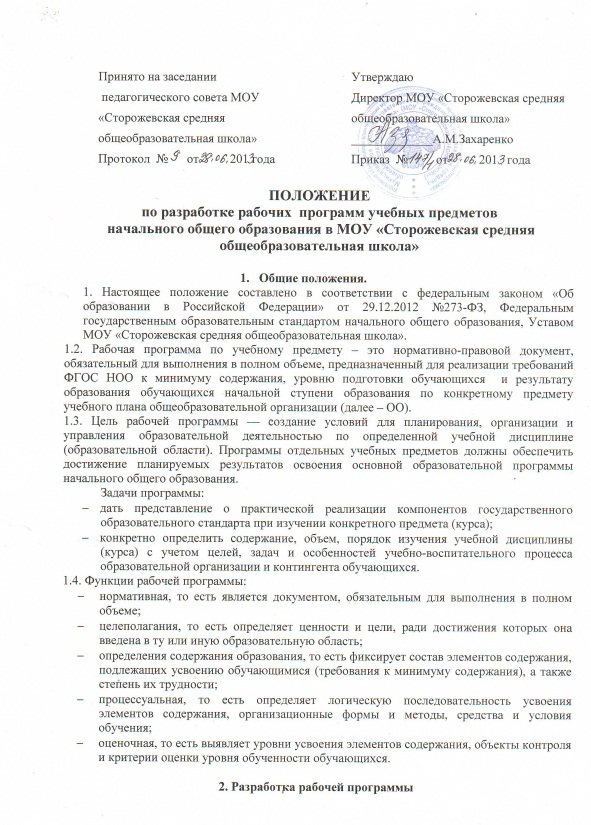 Принято на заседании
педагогического совета МОУ
«Сторожевская средняя
общеобразовательная школа»
Протокол № 9 от 28.06.2013 года
Утверждаю
Директор МОУ «Сторожевская средняя
общеобразовательная школа»
А.М.Захаренко
Приказ № 147/1 от 28.06.2013 года
ПОЛОЖЕНИЕ
по разработке рабочих программ учебных предметов
начального общего образования в МОУ «Сторожевская средняя
общеобразовательная школа»
1. Общие положения.
1. Настоящее положение составлено в соответствии с федеральным законом «Об
образовании в Российской Федерации» от 29.12.2012 №273-ФЗ, Федеральным
государственным образовательным стандартом начального общего образования, Уставом
МОУ «Сторожевская средняя общеобразовательная школа».
1.2. Рабочая программа по учебному предмету – это нормативно-правовой документ,
обязательный для выполнения в полном объеме, предназначенный для реализации требований
ФГОС НОО к минимуму содержания, уровню подготовки обучающихся и результату
образования обучающихся начальной ступени образования по конкретному предмету
учебного плана общеобразовательной организации (далее – ОО).
1.3. Цель рабочей программы — создание условий для планирования, организации и
управления образовательной деятельностью по определенной учебной дисциплине
(образовательной области). Программы отдельных учебных предметов должны обеспечить
достижение планируемых результатов освоения основной образовательной программы
начального общего образования.
Задачи программы:
– дать представление о практической реализации компонентов государственного
образовательного стандарта при изучении конкретного предмета (курса);
– конкретно определить содержание, объем, порядок изучения учебной дисциплины
(курса) с учетом целей, задач и особенностей учебно-воспитательного процесса
образовательной организации и контингента обучающихся.
1.4. Функции рабочей программы:
– нормативная, то есть является документом, обязательным для выполнения в полном
объеме;
– целеполагания, то есть определяет ценности и цели, ради достижения которых она
введена в ту или иную образовательную область;
– определения содержания образования, то есть фиксирует состав элементов содержания,
подлежащих усвоению обучающимися (требования к минимуму содержания), а также
степень их трудности;
– процессуальная, то есть определяет логическую последовательность усвоения
элементов содержания, организационные формы и методы, средства и условия
обучения;
– оценочная, то есть выявляет уровни усвоения элементов содержания, объекты контроля
и критерии оценки уровня обученности обучающихся.
2. Разработка рабочей программы